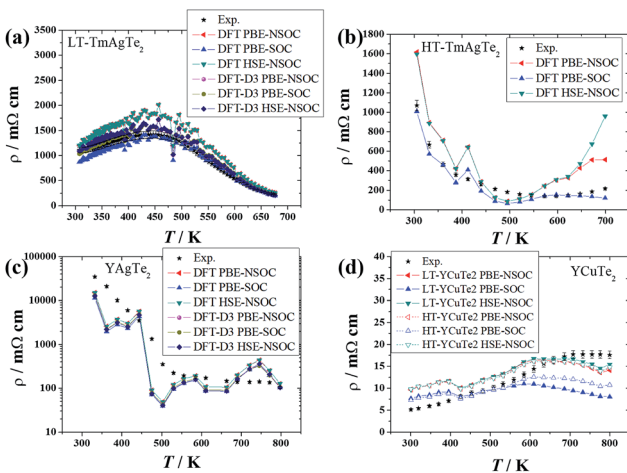 (a)
LT-TmAgTe2
Exp.
DFT PBE-NSOC
DFT PBE-SOC
DFT HSE-NSOC
DFT-D3 PBE-NSOC
DFT-D3 PBE-SOC
DFT-D3 HSE-NSOC
3500
3000
2500
2000
1500
1000
500
0
ρ / mΩ cm
300 350 400 450 500 550 600 650 700
T / K
(b)
HT-TmAgTe2
Exp.
DFT PBE-NSOC
DFT PBE-SOC
DFT HSE-NSOC
1800
1600
1400
1200
1000
800
600
400
200
0
ρ / mΩ cm
300 400 500 600 700
T / K
(c)
YAgTe2
Exp.
DFT PBE-NSOC
DFT PBE-SOC
DFT HSE-NSOC
DFT-D3 PBE-NSOC
DFT-D3 PBE-SOC
DFT-D3 HSE-NSOC
10000
1000
100
10
ρ / mΩ cm
300 400 500 600 700 800
T / K
(d)
YCuTe2
Exp.
LT-YCuTe2 PBE-NSOC
LT-YCuTe2 PBE-SOC
LT-YCuTe2 HSE-NSOC
HT-YCuTe2 PBE-NSOC
HT-YCuTe2 PBE-SOC
HT-YCuTe2 HSE-NSOC
40
35
30
25
20
15
10
5
0
ρ / mΩ cm
300 400 500 600 700 800
T / K